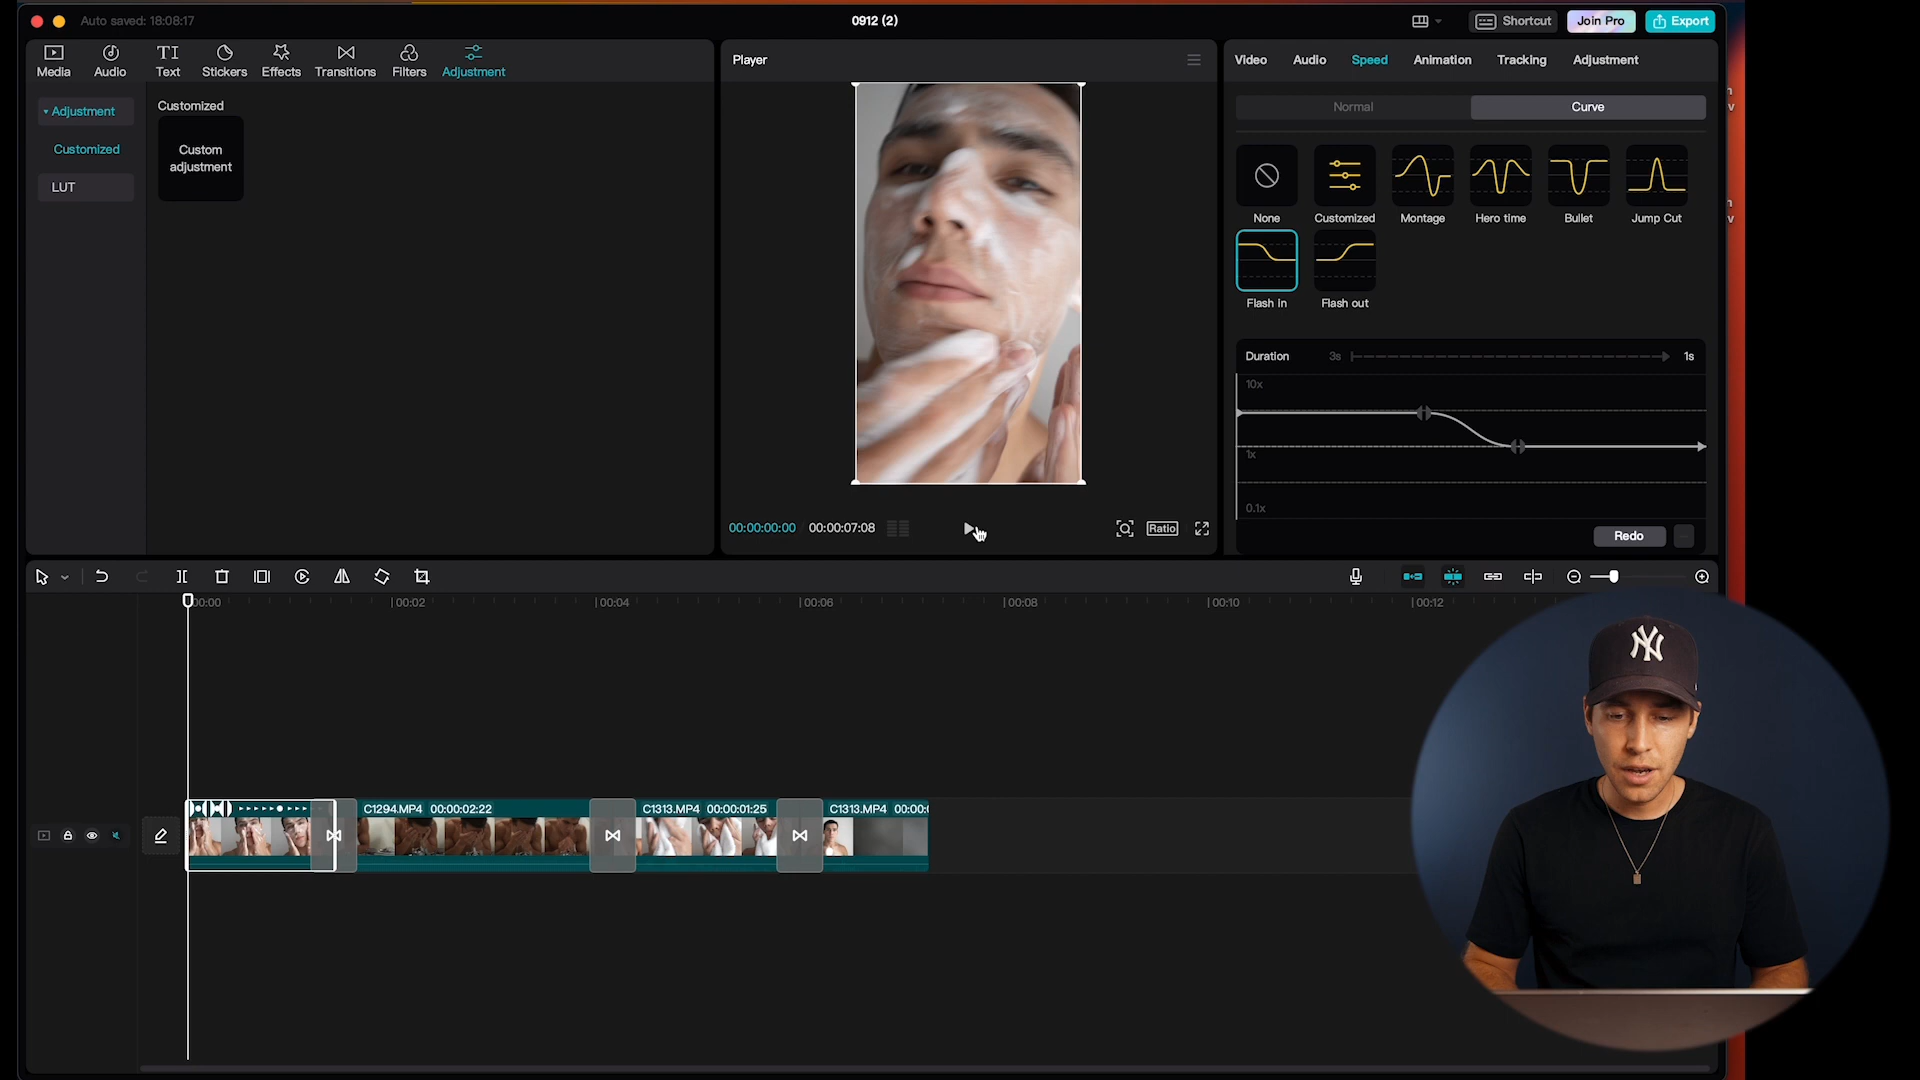 Auto saved: 18:08:17
0912 (2)
Shortcut
Join Pro
Export
Media
Audio
Text
Stickers
Effects
Transitions
Filters
Adjustment
Adjustment
Customized
LUT
Customized
Custom
adjustment
Player
00:00:00:00
00:00:07:08
Ratio
Video
Audio
Speed
Animation
Tracking
Adjustment
Normal
Curve
None
Customized
Montage
Hero time
Bullet
Jump Cut
Flash in
Flash out
Duration
3s
1s
10x
1x
0.1x
Redo
00:00
00:02
00:04
00:06
00:08
00:10
00:12
C1294.MP4 00:00:02:22
C1313.MP4 00:00:01:25
C1313.MP4 00:00:
NY